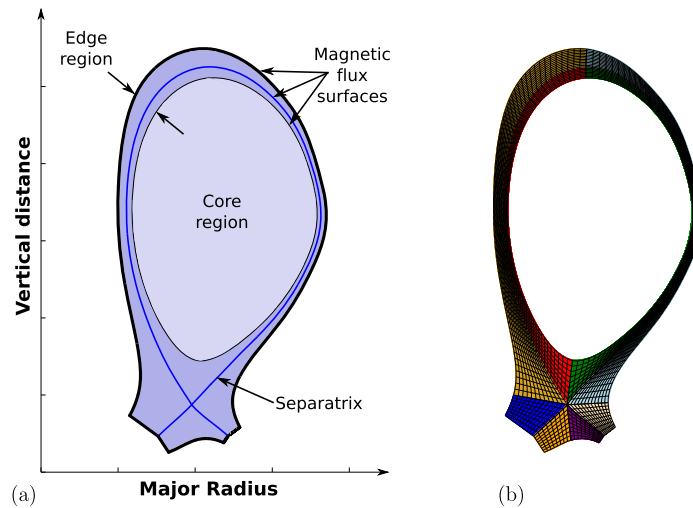 Edge
region
Magnetic
flux
surfaces
Core
region
Separatrix
Vertical distance
Major Radius
(a)
(b)